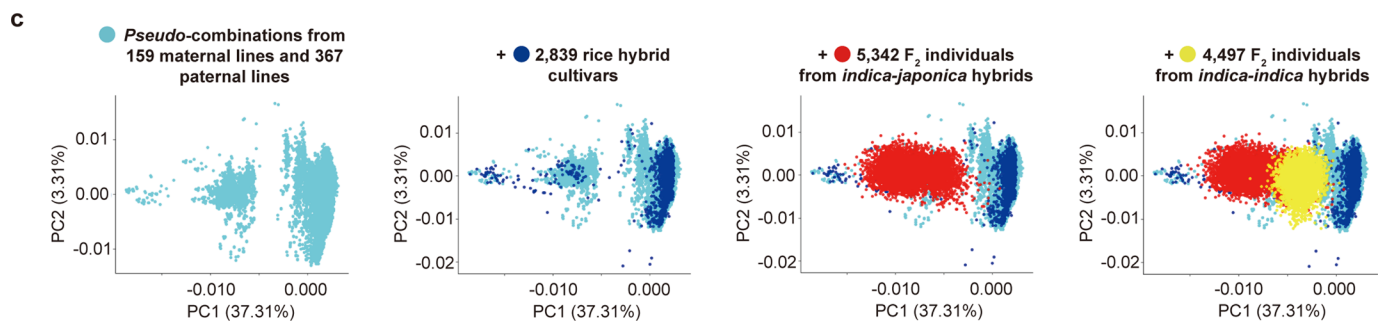 c
Pseudo-combinations from
159 maternal lines and 367
paternal lines
PC2 (3.31%)
0.01
0.00
-0.01
-0.010
0.000
PC1 (37.31%)
+ 2,839 rice hybrid
cultivars
PC2 (3.31%)
0.01
0.00
-0.01
-0.02
-0.010
0.000
PC1 (37.31%)
+ 5,342 F2 individuals
from indica-japonica hybrids
PC2 (3.31%)
0.01
0.00
-0.01
-0.02
-0.010
0.000
PC1 (37.31%)
+ 4,497 F2 individuals
from indica-indica hybrids
PC2 (3.31%)
0.01
0.00
-0.01
-0.02
-0.010
0.000
PC1 (37.31%)